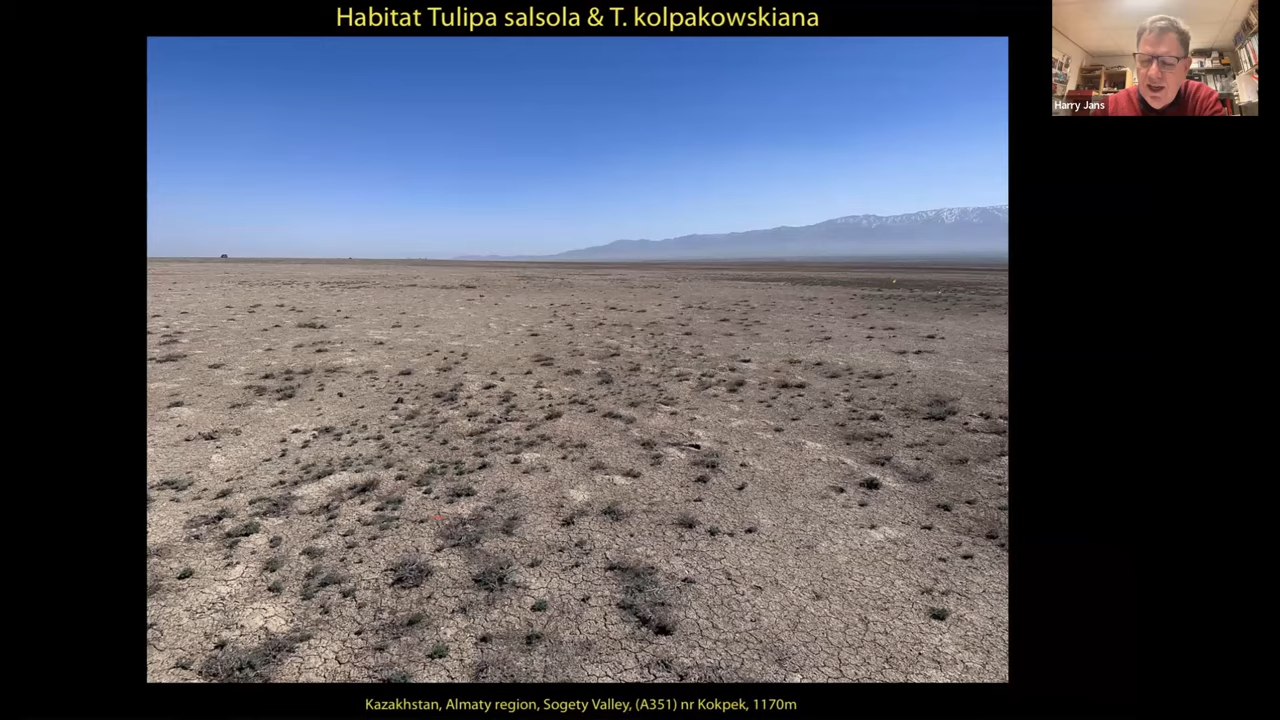 Habitat Tulipa salsola & T. kolpakowskiana
Harry Jans
Kazakhstan, Almaty region, Sogety Valley, (A351) nr Kokpek, 1170m